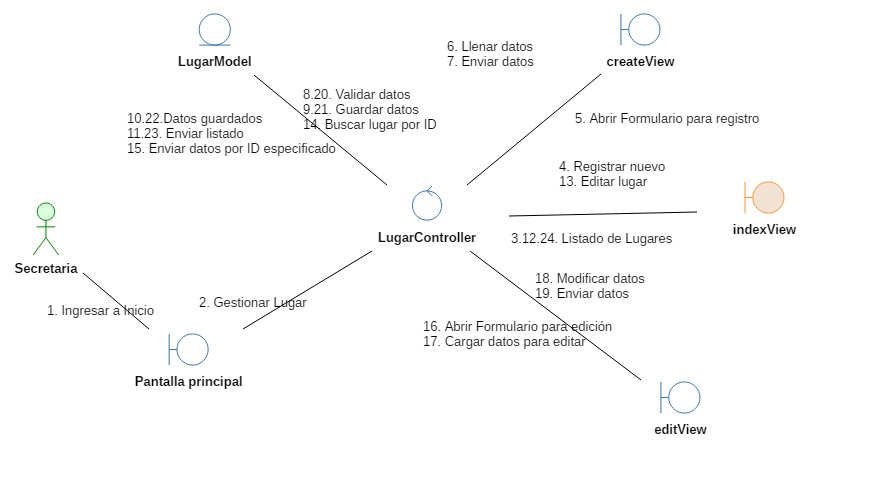 LugarModel
6. Llenar datos
7. Enviar datos
createView
8.20. Validar datos
9.21. Guardar datos
14. Buscar lugar por ID
10.22.Datos guardados
11.23. Enviar listado
15. Enviar datos por ID especificado
5. Abrir Formulario para registro
4. Registrar nuevo
13. Editar lugar
indexView
LugarController
3.12.24. Listado de Lugares
Secretaria
1. Ingresar a Inicio
2. Gestionar Lugar
18. Modificar datos
19. Enviar datos
16. Abrir Formulario para edición
17. Cargar datos para editar
Pantalla principal
editView